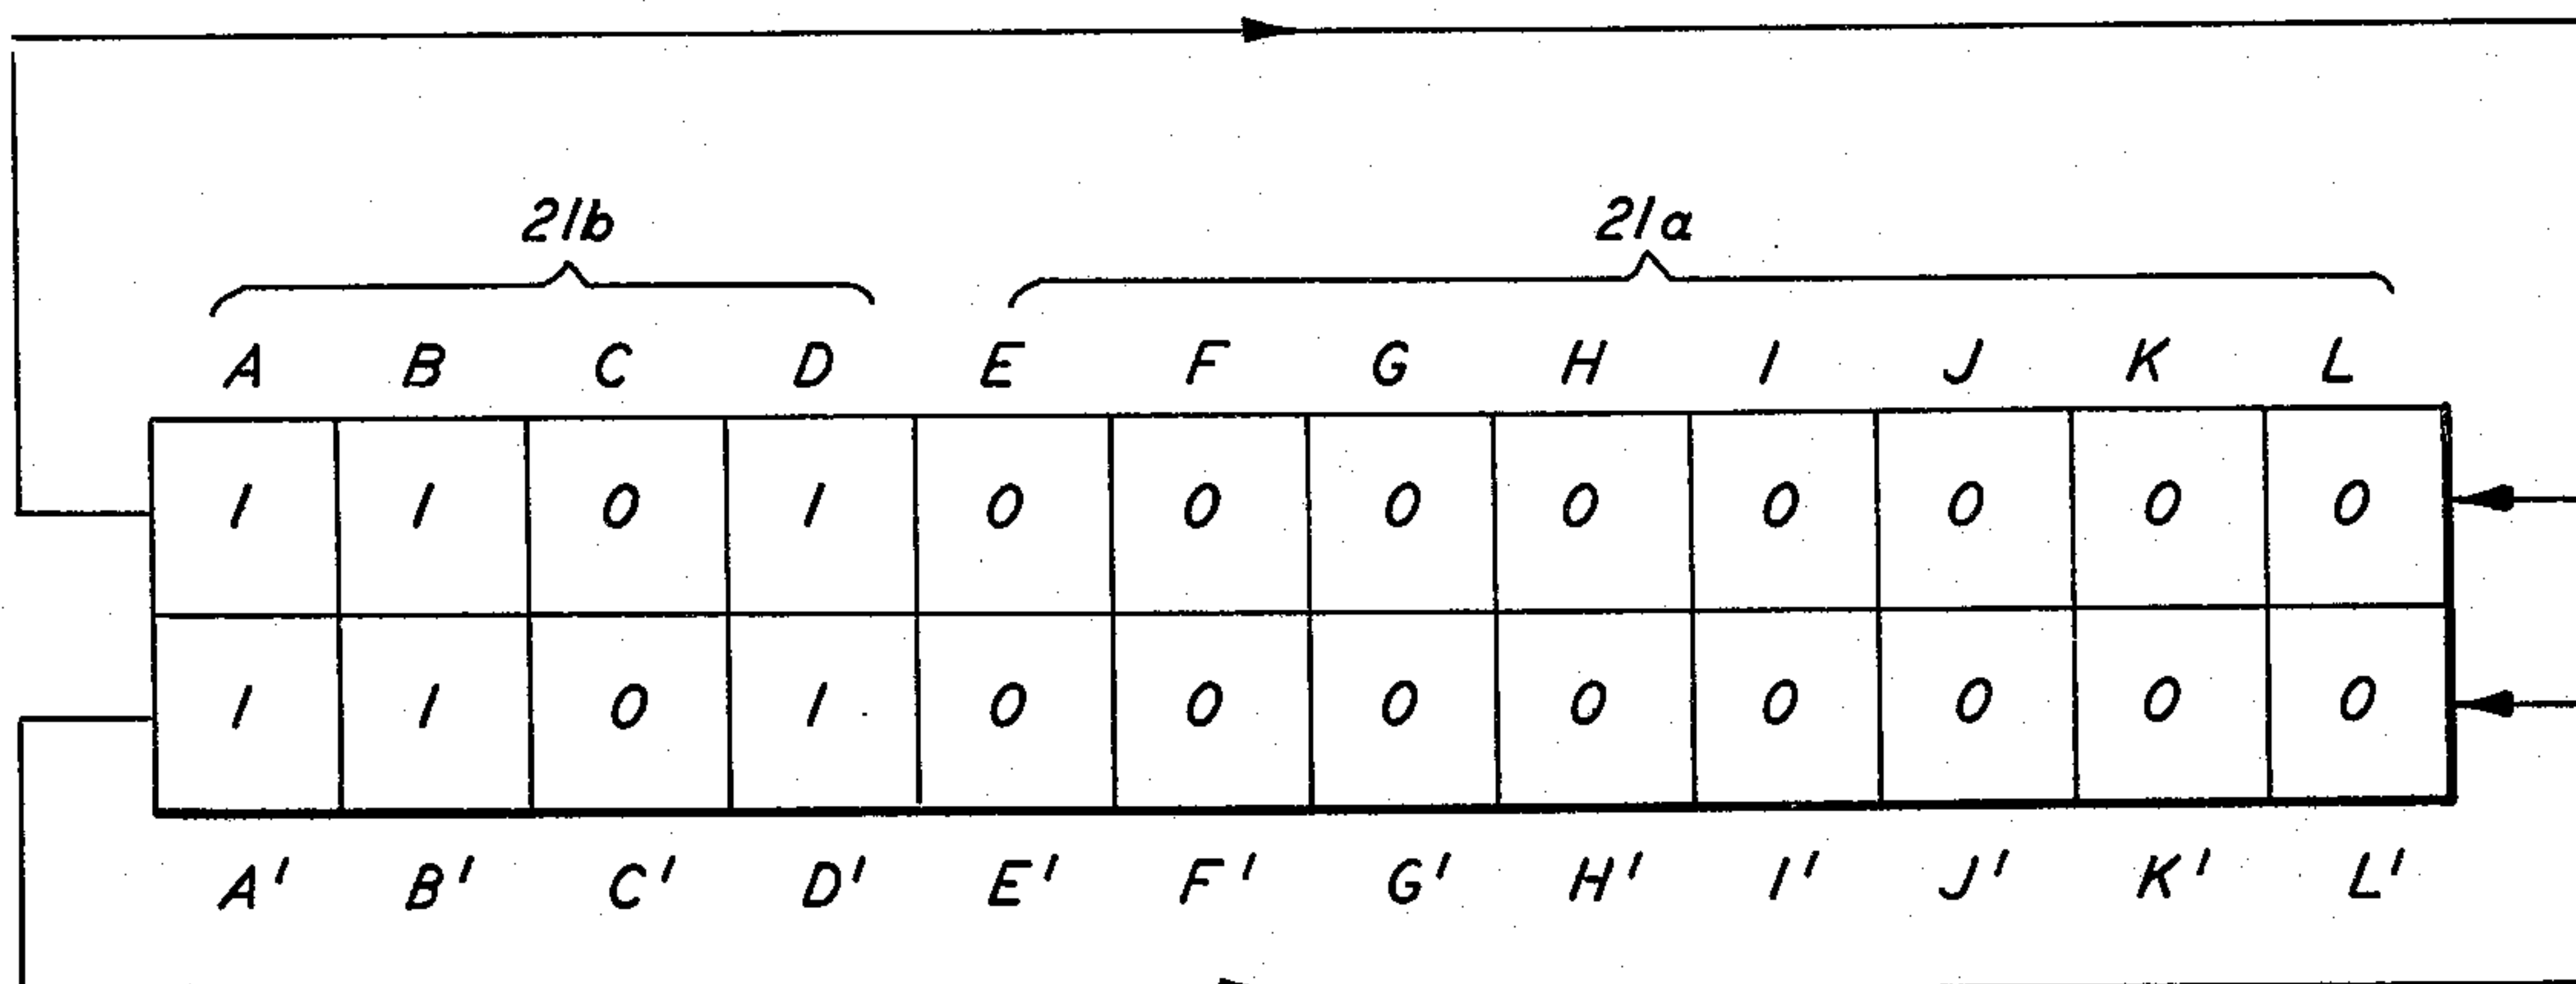 21b 21a
A B C D E F G H I J K L
1 1 0 1 0 0 0 0 0 0 0 0
1 1 0 1 0 0 0 0 0 0 0 0
A' B' C' D' E' F' G' H' I' J' K' L'